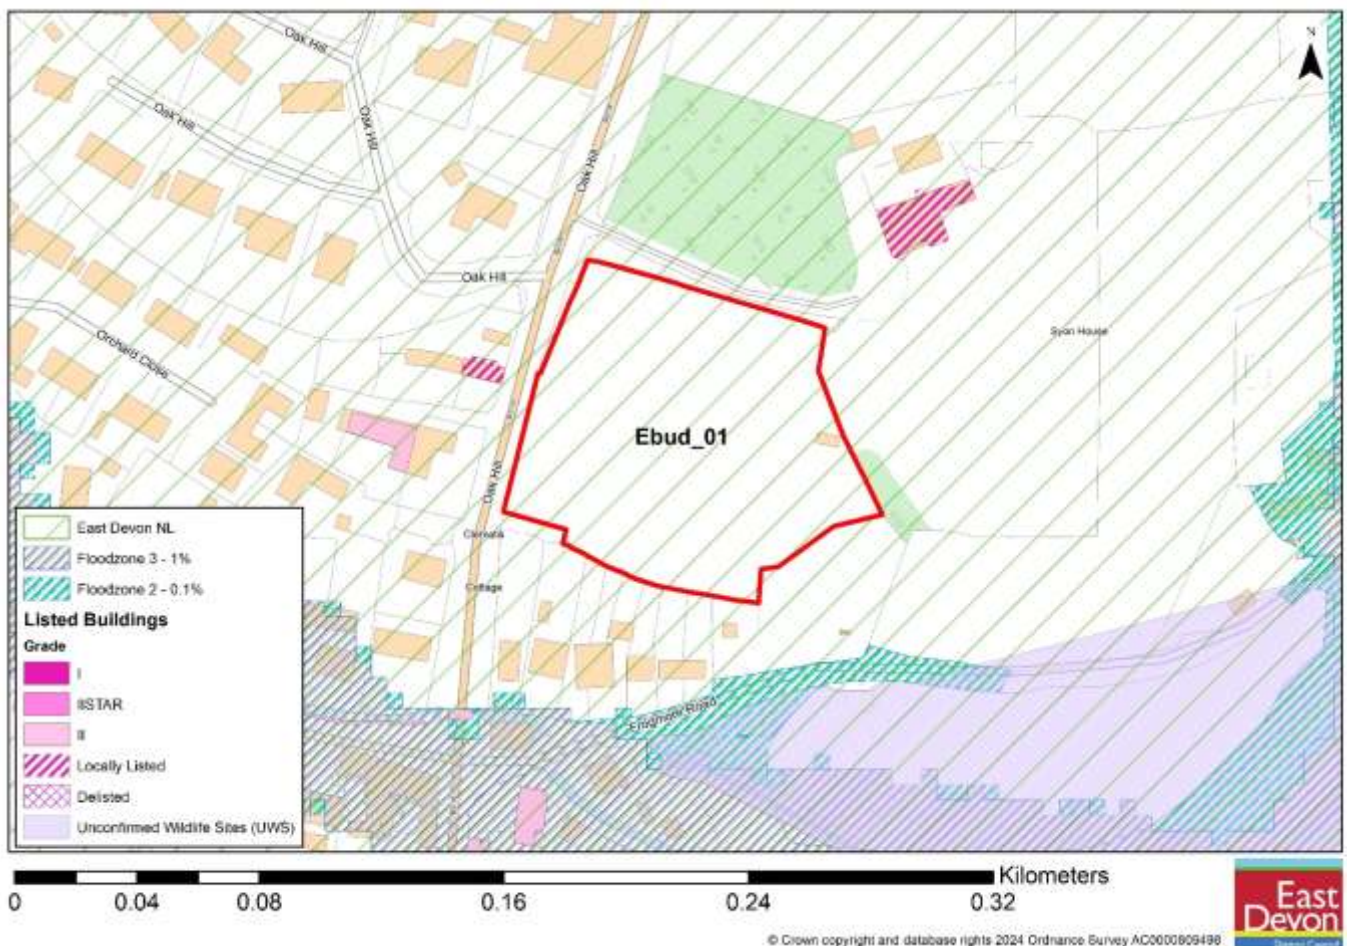 Oak Hill
N
Oak Hill
Oak Hill
Oak Hill
Oak Hill
Syon House
Orchard Close
Ebud_01
Oak Hill
East Devon NL
Clematis
Floodzone 3 - 1%
Floodzone 2 - 0.1%
Cottage
Listed Buildings
Grade
I
IISTAR
II
Frogmore Road
Locally Listed
Delisted
Unconfirmed Wildlife Sites (UWS)
Kilometers
0 0.04 0.08 0.16 0.24 0.32
East
Devon
District Council
© Crown copyright and database rights 2024 Ordnance Survey AC0000809498